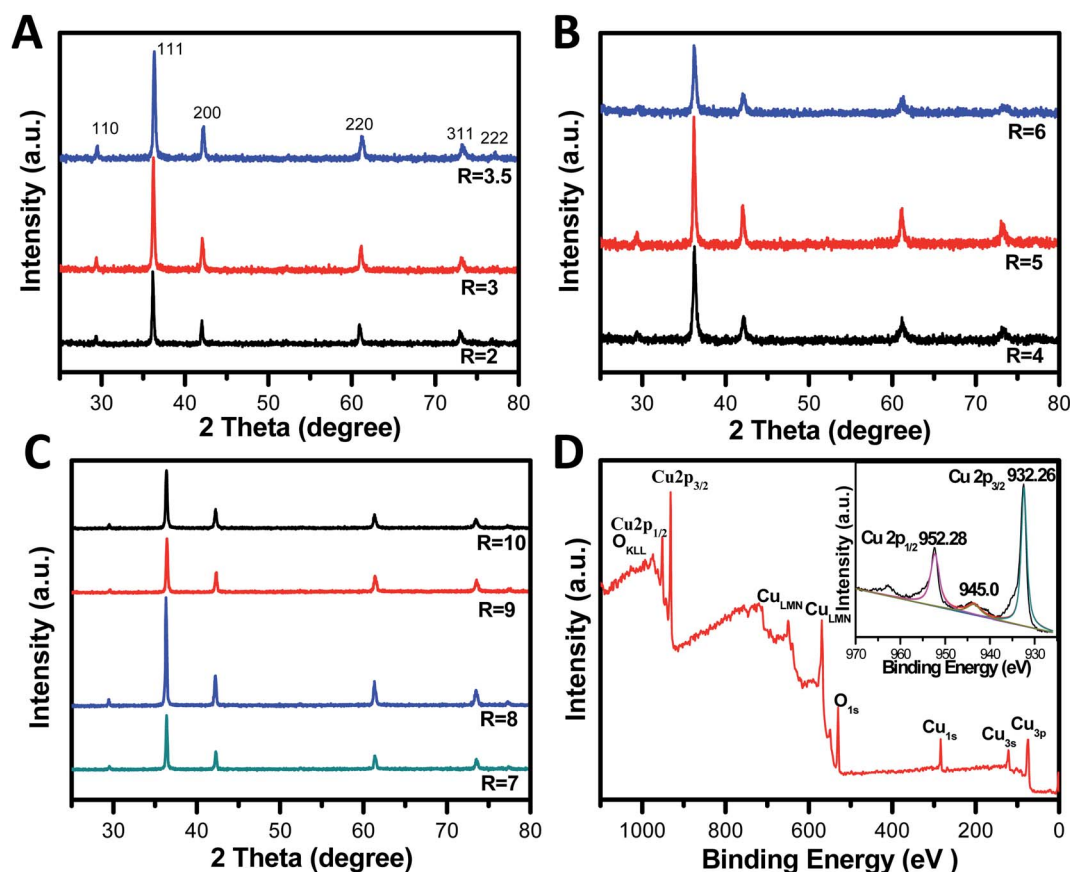 A
111
110
200
220
311
222
R=3.5
R=3
R=2
Intensity (a.u.)
30 40 50 60 70 80
2 Theta (degree)
B
R=6
R=5
R=4
Intensity (a.u.)
30 40 50 60 70 80
2 Theta (degree)
C
R=10
R=9
R=8
R=7
Intensity (a.u.)
30 40 50 60 70 80
2 Theta (degree)
D
Cu2p3/2
Cu2p1/2
OKLL
CuLMN
CuLMN
O1s
Cu1s
Cu3s
Cu3p
Intensity (a.u.)
1000 800 600 400 200 0
Binding Energy (eV )
Cu 2p3/2 932.26
Cu 2p1/2 952.28
945.0
Intensity (a.u.)
970 960 950 940 930
Binding Energy (eV)